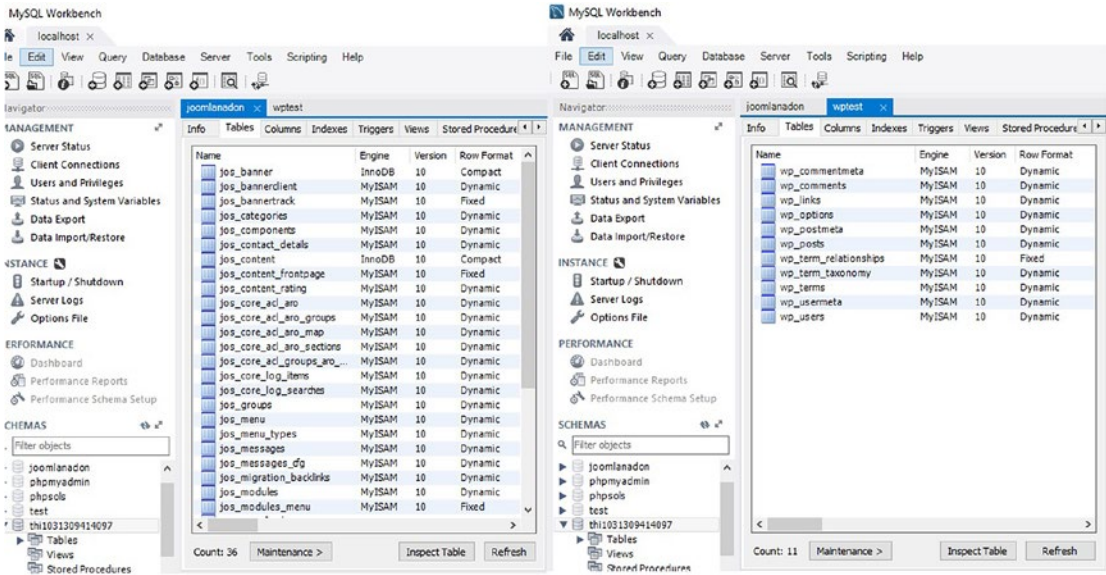 MySQL Workbench
localhost ×
le Edit View Query Database Server Tools Scripting Help
Navigator
joomlanadon × wptest
MANAGEMENT
Server Status
Client Connections
Users and Privileges
Status and System Variables
Data Export
Data Import/Restore
NSTANCE
Startup / Shutdown
Server Logs
Options File
ERFORMANCE
Dashboard
Performance Reports
Performance Schema Setup
CHEMAS
Filter objects
joomlanadon
phpmyadmin
phpsols
test
thi1031309414097
Tables
Views
Stored Procedures
Info Tables Columns Indexes Triggers Views Stored Procedure
Name Engine Version Row Format
jos_banner InnoDB 10 Compact
jos_bannerclient MyISAM 10 Dynamic
jos_bannertrack MyISAM 10 Fixed
jos_categories MyISAM 10 Dynamic
jos_components MyISAM 10 Dynamic
jos_contact_details MyISAM 10 Dynamic
jos_content InnoDB 10 Compact
jos_content_frontpage MyISAM 10 Fixed
jos_content_rating MyISAM 10 Dynamic
jos_core_acl_aro MyISAM 10 Dynamic
jos_core_acl_aro_groups MyISAM 10 Dynamic
jos_core_acl_aro_map MyISAM 10 Dynamic
jos_core_acl_aro_sections MyISAM 10 Dynamic
jos_core_acl_groups_aro_... MyISAM 10 Dynamic
jos_core_log_items MyISAM 10 Dynamic
jos_core_log_searches MyISAM 10 Dynamic
jos_groups MyISAM 10 Dynamic
jos_menu MyISAM 10 Dynamic
jos_menu_types MyISAM 10 Dynamic
jos_messages MyISAM 10 Dynamic
jos_messages_cfg MyISAM 10 Dynamic
jos_migration_backlinks MyISAM 10 Dynamic
jos_modules MyISAM 10 Dynamic
jos_modules_menu MyISAM 10 Fixed
Count: 36 Maintenance > Inspect Table Refresh
MySQL Workbench
localhost ×
File Edit View Query Database Server Tools Scripting Help
Navigator
joomlanadon wptest ×
MANAGEMENT
Server Status
Client Connections
Users and Privileges
Status and System Variables
Data Export
Data Import/Restore
INSTANCE
Startup / Shutdown
Server Logs
Options File
PERFORMANCE
Dashboard
Performance Reports
Performance Schema Setup
SCHEMAS
Filter objects
joomlanadon
phpmyadmin
phpsols
test
thi1031309414097
Tables
Views
Stored Procedures
Info Tables Columns Indexes Triggers Views Stored Procedure
Name Engine Version Row Format
wp_commentmeta MyISAM 10 Dynamic
wp_comments MyISAM 10 Dynamic
wp_links MyISAM 10 Dynamic
wp_options MyISAM 10 Dynamic
wp_postmeta MyISAM 10 Dynamic
wp_posts MyISAM 10 Dynamic
wp_term_relationships MyISAM 10 Fixed
wp_term_taxonomy MyISAM 10 Dynamic
wp_terms MyISAM 10 Dynamic
wp_usermeta MyISAM 10 Dynamic
wp_users MyISAM 10 Dynamic
Count: 11 Maintenance > Inspect Table Refresh